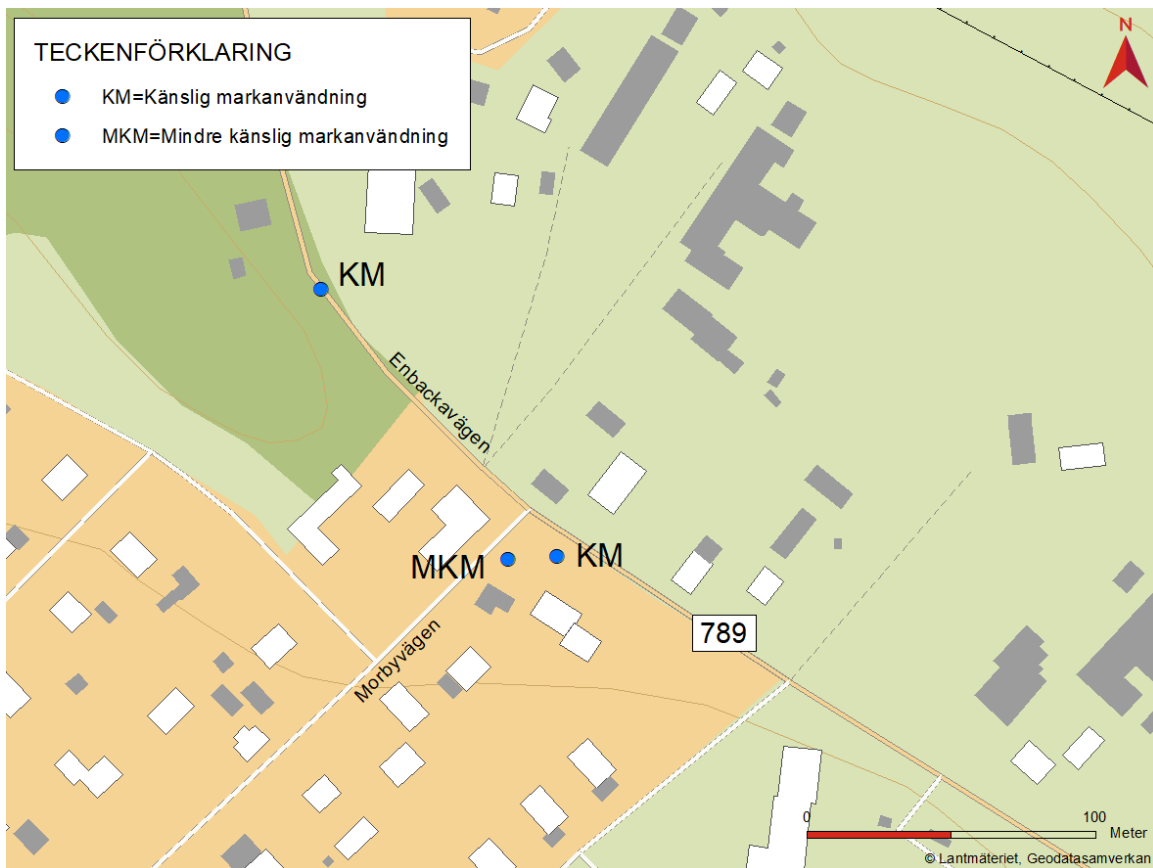 TECKENFÖRKLARING
KM=Känslig markanvändning
MKM=Mindre känslig markanvändning
N
KM
Enbackavägen
MKM
KM
789
Morbyvägen
0
100
Meter
© Lantmäteriet, Geodatasamverkan